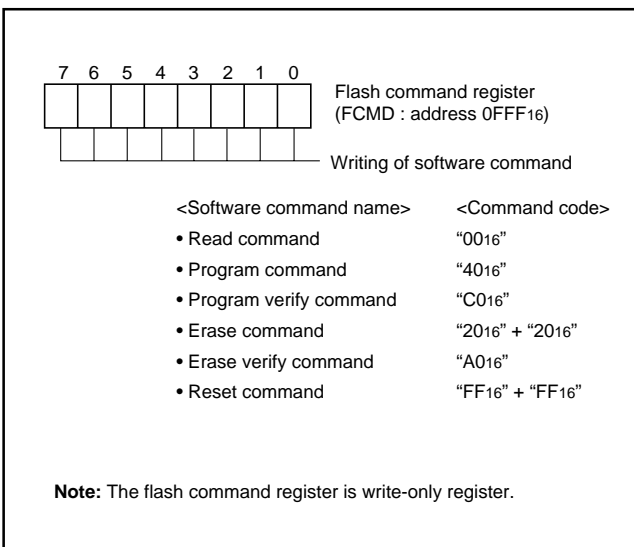 7 6 5 4 3 2 1 0
Flash command register
(FCMD : address 0FFF16)
Writing of software command
<Software command name> <Command code>
• Read command “0016”
• Program command “4016”
• Program verify command “C016”
• Erase command “2016” + “2016”
• Erase verify command “A016”
• Reset command “FF16” + “FF16”
Note: The flash command register is write-only register.